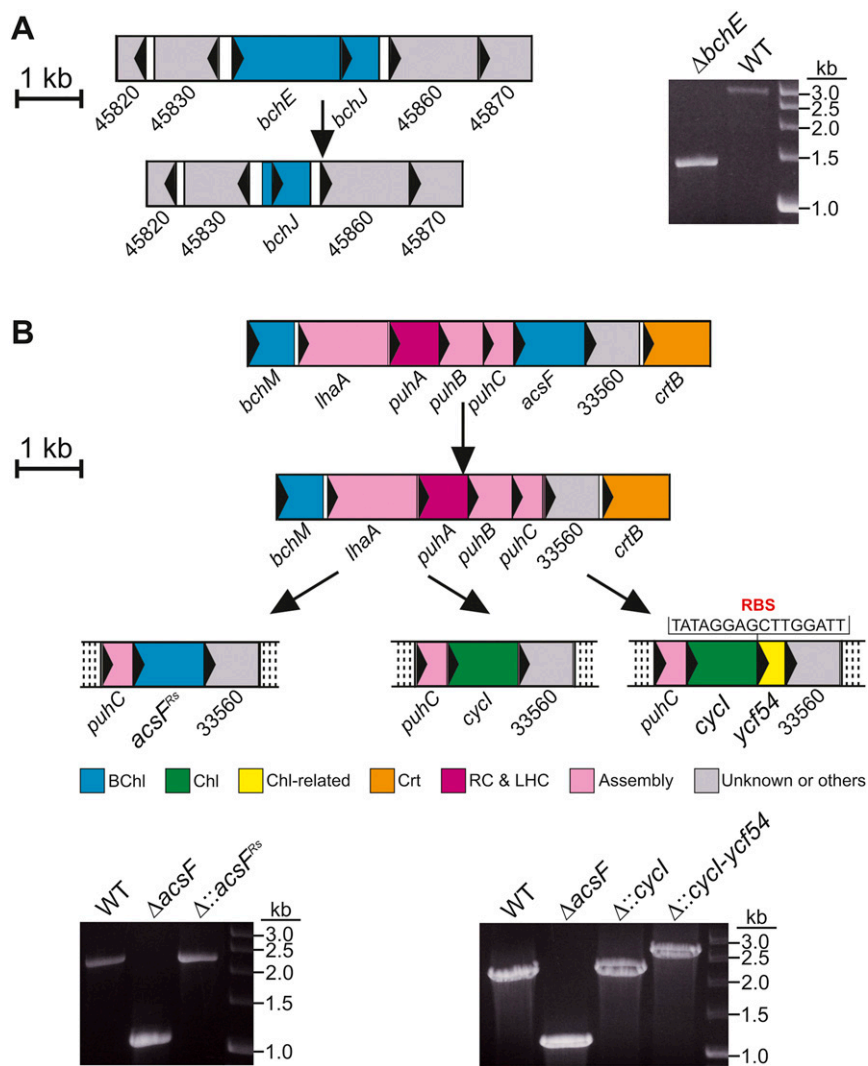 A
1 kb
45820 45830 bchE bchJ 45860 45870
45820 45830 bchJ 45860 45870
ΔbchE WT
kb
3.0
2.5
2.0
1.5
1.0
B
bchM lhaA puhA puhB puhC acsF 33560 crtB
1 kb
bchM lhaA puhA puhB puhC 33560 crtB
RBS
TATAGGAGCTTGGATT
puhC acsF^Rs 33560
puhC cycI 33560
puhC cycI ycf54 33560
BChl Chl Chl-related Crt RC & LHC Assembly Unknown or others
WT ΔacsF Δ::acsF^Rs
kb
3.0
2.5
2.0
1.5
1.0
WT ΔacsF Δ::cycI Δ::cycI-ycf54
kb
3.0
2.5
2.0
1.5
1.0